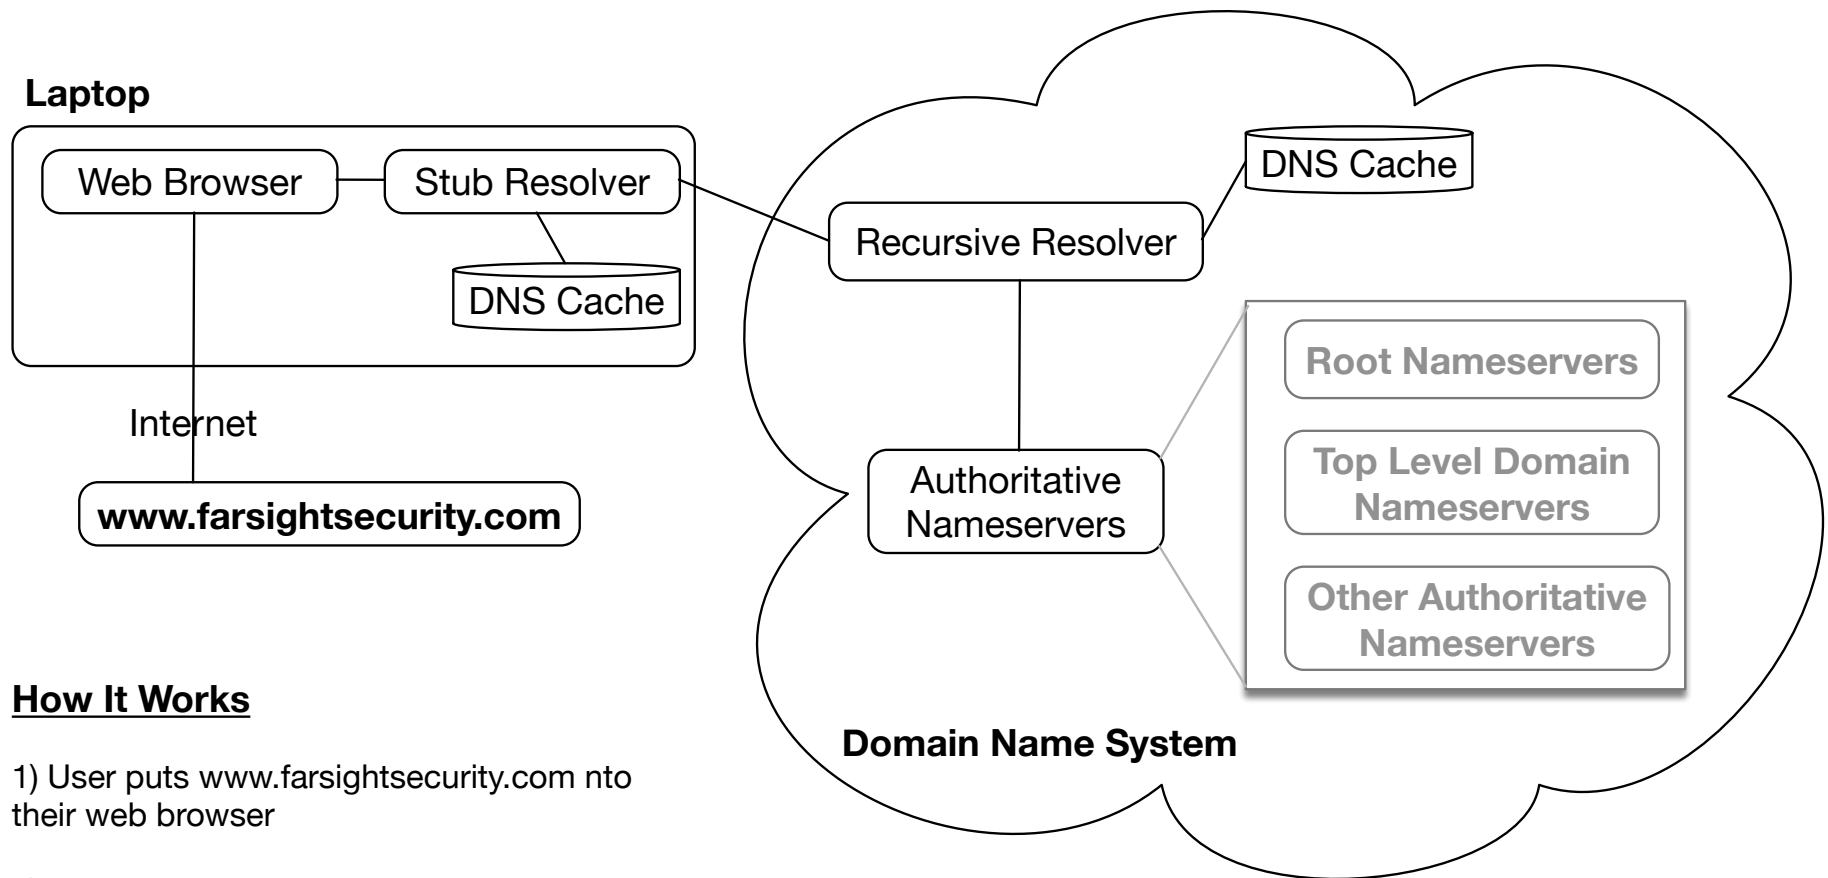 Laptop
Web Browser
Stub Resolver
DNS Cache
Internet
www.farsightsecurity.com
DNS Cache
Recursive Resolver
Authoritative
Nameservers
Root Nameservers
Top Level Domain
Nameservers
Other Authoritative
Nameservers
Domain Name System
How It Works
1) User puts www.farsightsecurity.com nto
their web browser